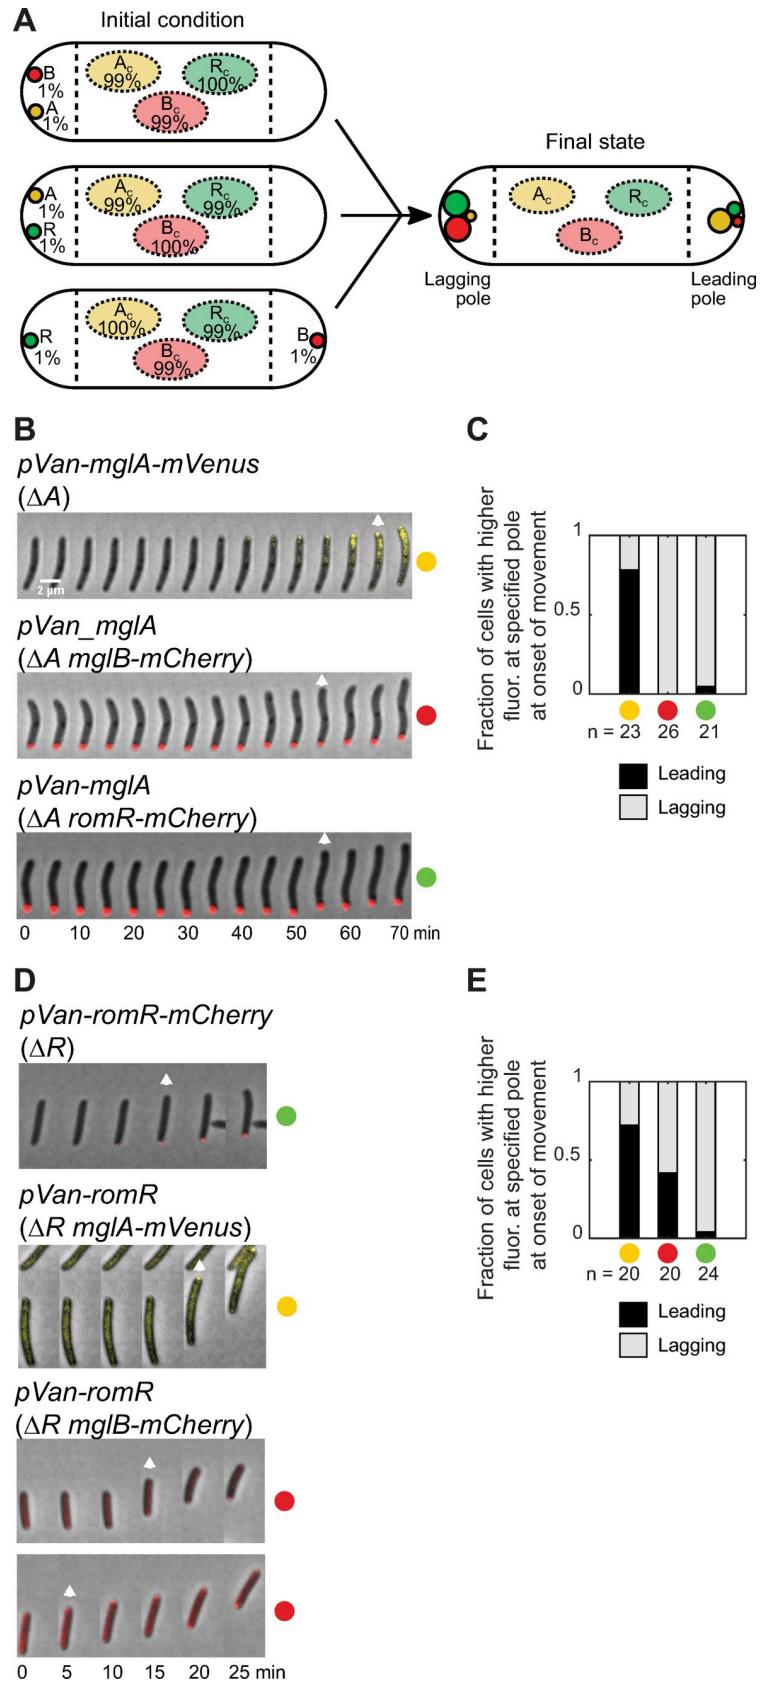 A
Initial condition
B
1%
A
1%
Ac
99%
Rc
100%
Bc
99%
A
1%
R
1%
Ac
99%
Rc
99%
Bc
100%
R
1%
Ac
100%
Rc
99%
Bc
99%
B
1%
Final state
Ac
Rc
Bc
Lagging
pole
Leading
pole
B
pVan-mglA-mVenus
(ΔA)
2 µm
pVan_mglA
(ΔA mglB-mCherry)
pVan-mglA
(ΔA romR-mCherry)
0 10 20 30 40 50 60 70 min
C
Fraction of cells with higher
fluor. at specified pole
at onset of movement
1
0.5
0
n = 23 26 21
Leading
Lagging
D
pVan-romR-mCherry
(ΔR)
pVan-romR
(ΔR mglA-mVenus)
pVan-romR
(ΔR mglB-mCherry)
0 5 10 15 20 25 min
E
Fraction of cells with higher
fluor. at specified pole
at onset of movement
1
0.5
0
n = 20 20 24
Leading
Lagging